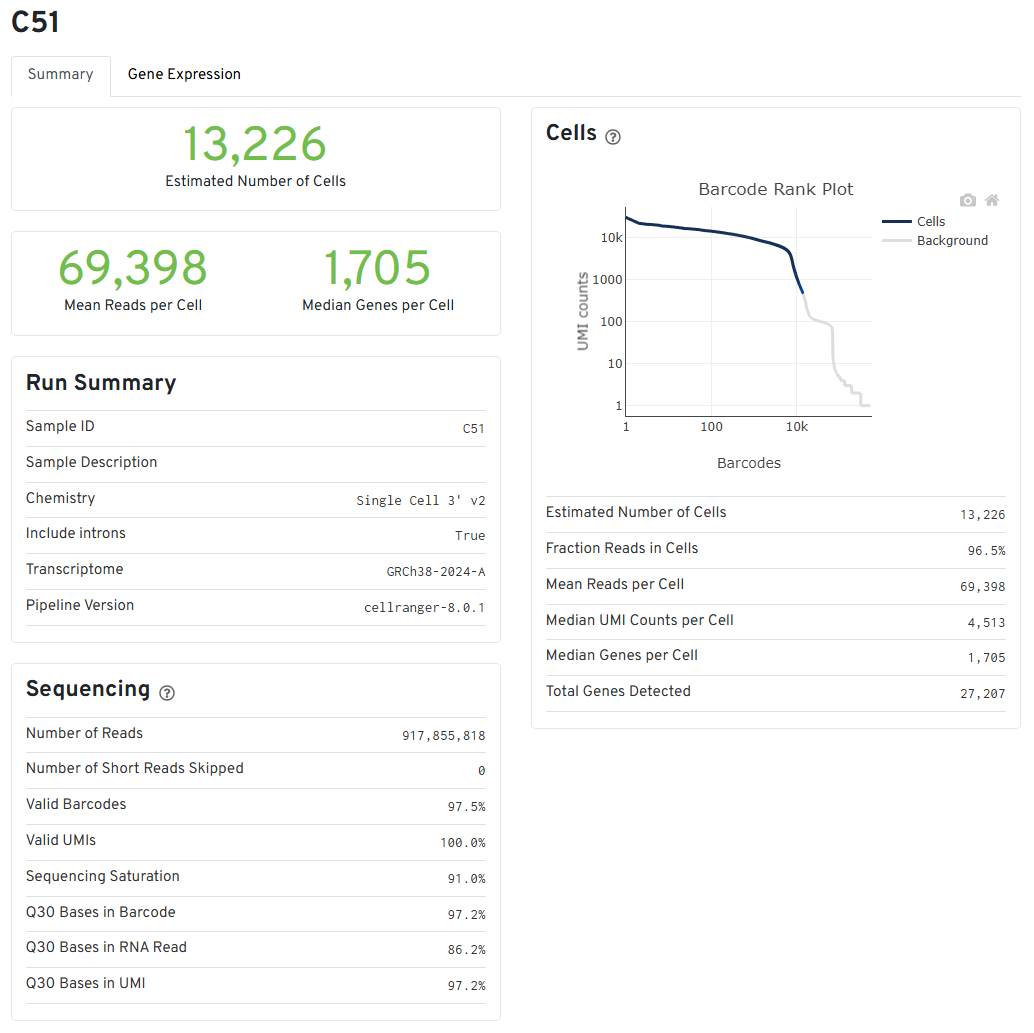 C51
Summary
Gene Expression
13,226
Estimated Number of Cells
69,398
Mean Reads per Cell
1,705
Median Genes per Cell
Run Summary
Sample ID C51
Sample Description
Chemistry Single Cell 3' v2
Include introns True
Transcriptome GRCh38-2024-A
Pipeline Version cellranger-8.0.1
Sequencing ?
Number of Reads 917,855,818
Number of Short Reads Skipped 0
Valid Barcodes 97.5%
Valid UMIs 100.0%
Sequencing Saturation 91.0%
Q30 Bases in Barcode 97.2%
Q30 Bases in RNA Read 86.2%
Q30 Bases in UMI 97.2%
Cells ?
Barcode Rank Plot
Cells
Background
UMI counts
10k
1000
100
10
1
1 100 10k
Barcodes
Estimated Number of Cells 13,226
Fraction Reads in Cells 96.5%
Mean Reads per Cell 69,398
Median UMI Counts per Cell 4,513
Median Genes per Cell 1,705
Total Genes Detected 27,207